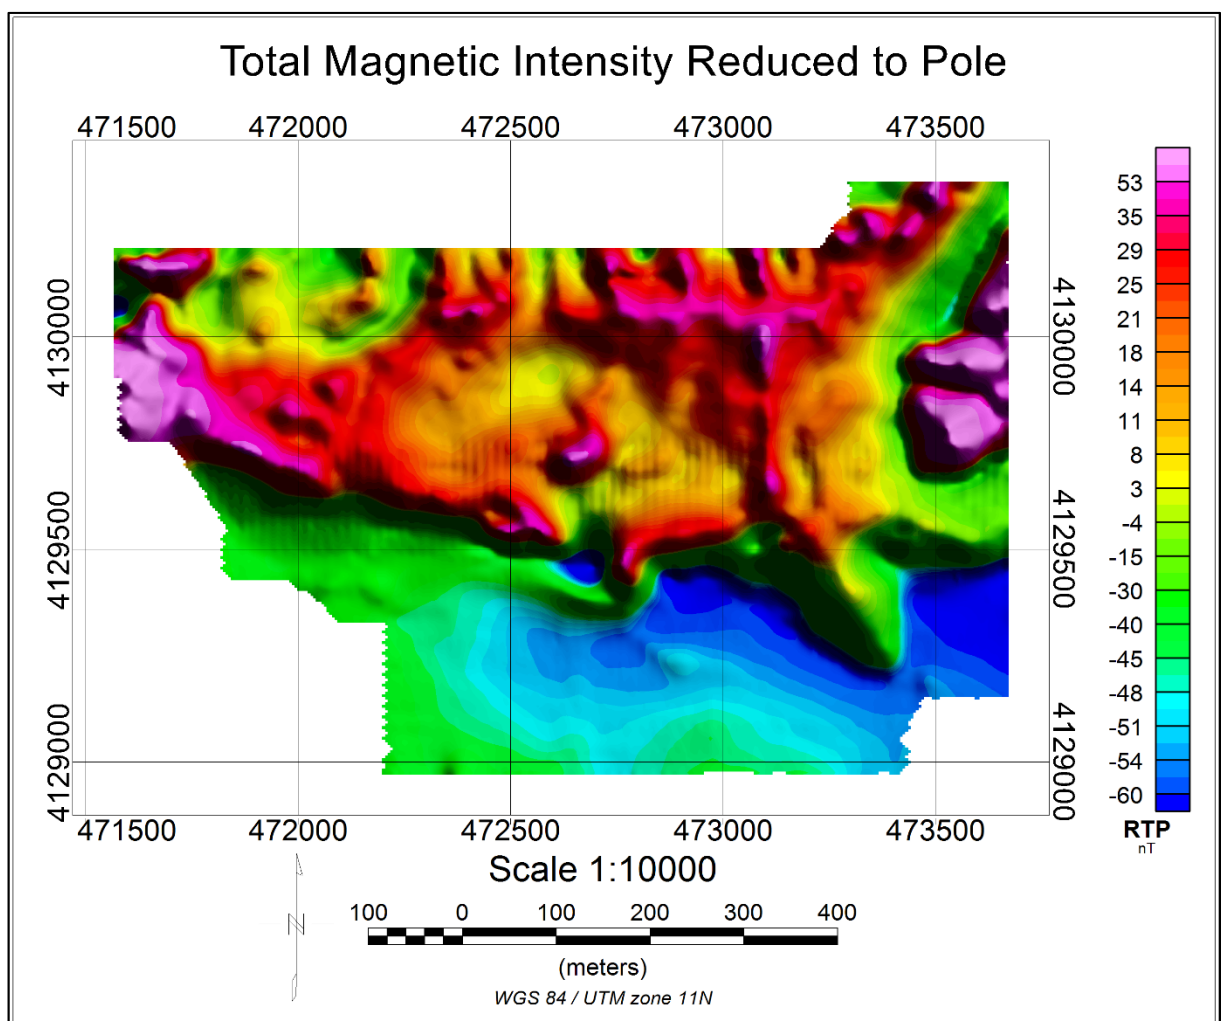 Total Magnetic Intensity Reduced to Pole
471500 472000 472500 473000 473500
53
35
29
25
21
18
14
11
8
3
-4
-15
-30
-40
-45
-48
-51
-54
-60
RTP
nT
4130000
4129500
4129000
4130000
4129500
4129000
471500 472000 472500 473000 473500
Scale 1:10000
N
100 0 100 200 300 400
(meters)
WGS 84 / UTM zone 11N